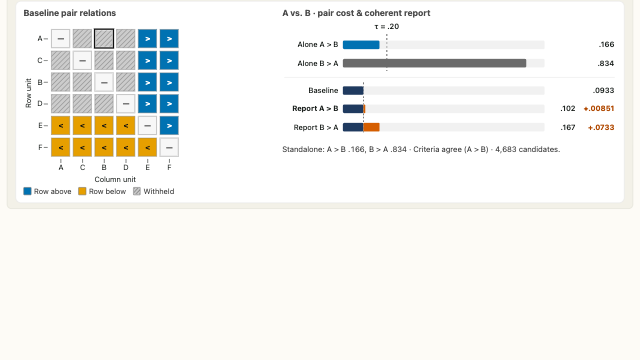 Baseline pair relations
A vs. B · pair cost & coherent report
τ = .20
Row unit
A
C
B
D
E
F
— > >
— > >
— > >
— > >
< < < < — >
< < < < < —
A C B D E F
Column unit
Row above Row below Withheld
Alone A > B .166
Alone B > A .834
Baseline .0933
Report A > B .102 +.00851
Report B > A .167 +.0733
Standalone: A > B .166, B > A .834 · Criteria agree (A > B) · 4,683 candidates.